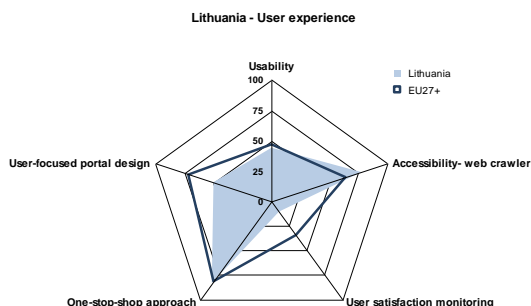 Lithuania - User experience
Usability
100
75
50
25
0
Lithuania
EU27+
User-focused portal design
Accessibility- web crawler
One-stop-shop approach
User satisfaction monitoring